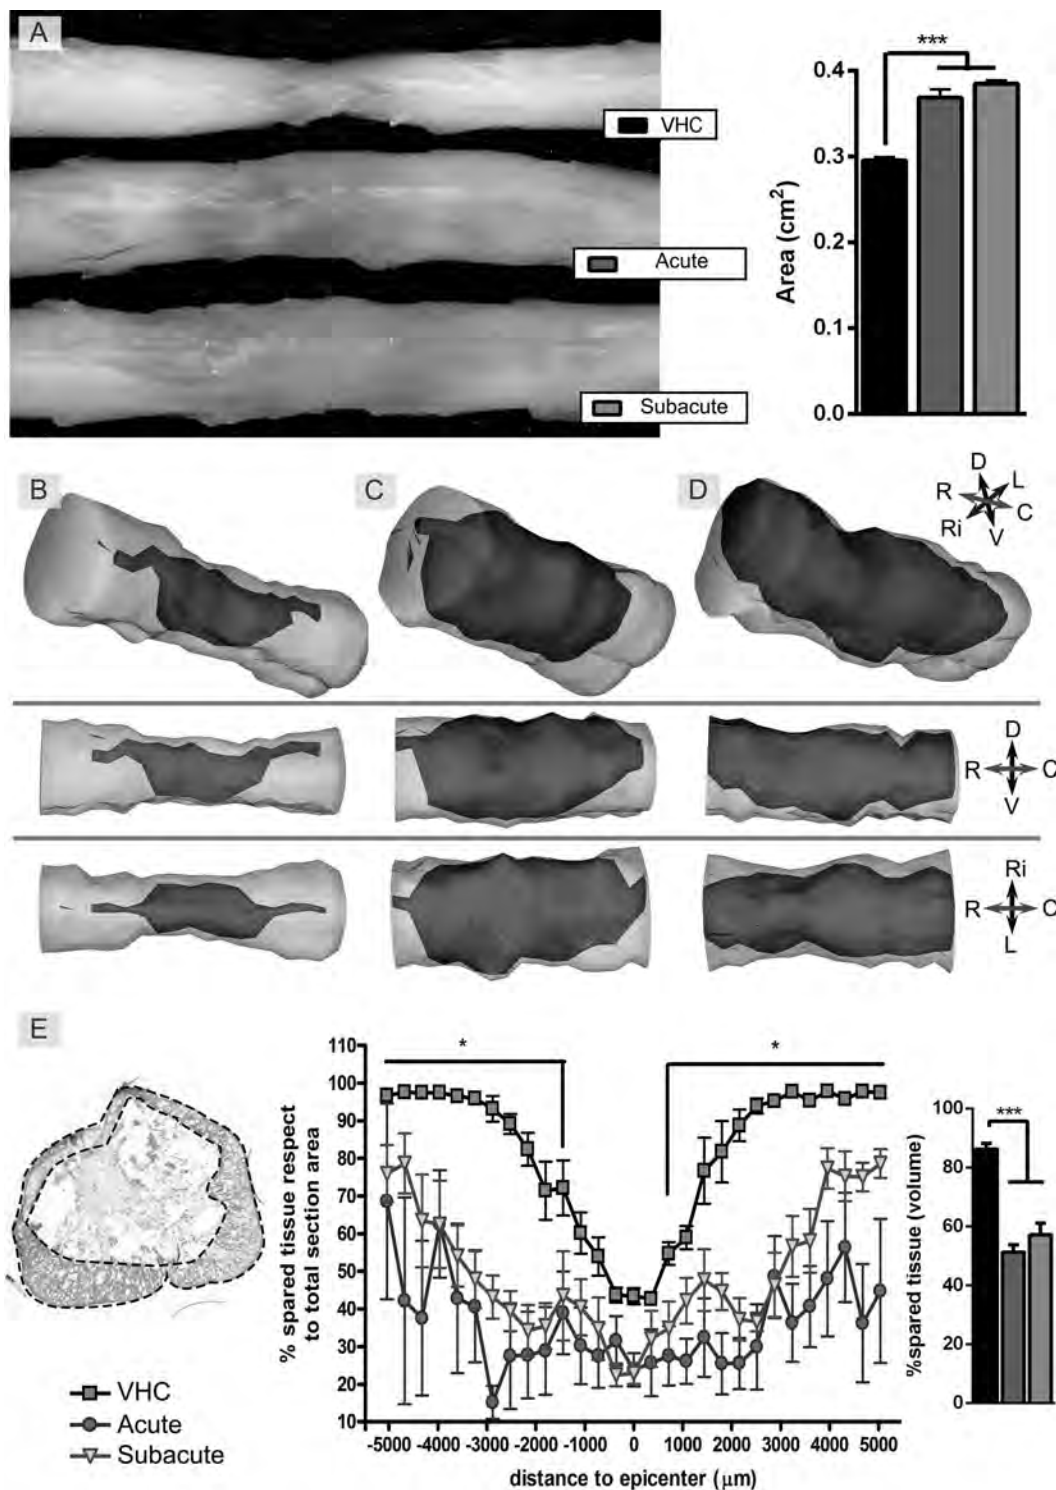 A
VHC
Acute
Subacute
***
0.4
0.3
0.2
0.1
0.0
Area (cm²)
B
C
D
D
L
R
C
Ri
V
D
R
C
V
Ri
R
C
L
E
VHC
Acute
Subacute
% spared tissue respect
to total section area
110
100
90
80
70
60
50
40
30
20
10
*
*
-5000 -4000 -3000 -2000 -1000 0 1000 2000 3000 4000 5000
distance to epicenter (μm)
%spared tissue (volume)
100
80
60
40
20
0
***